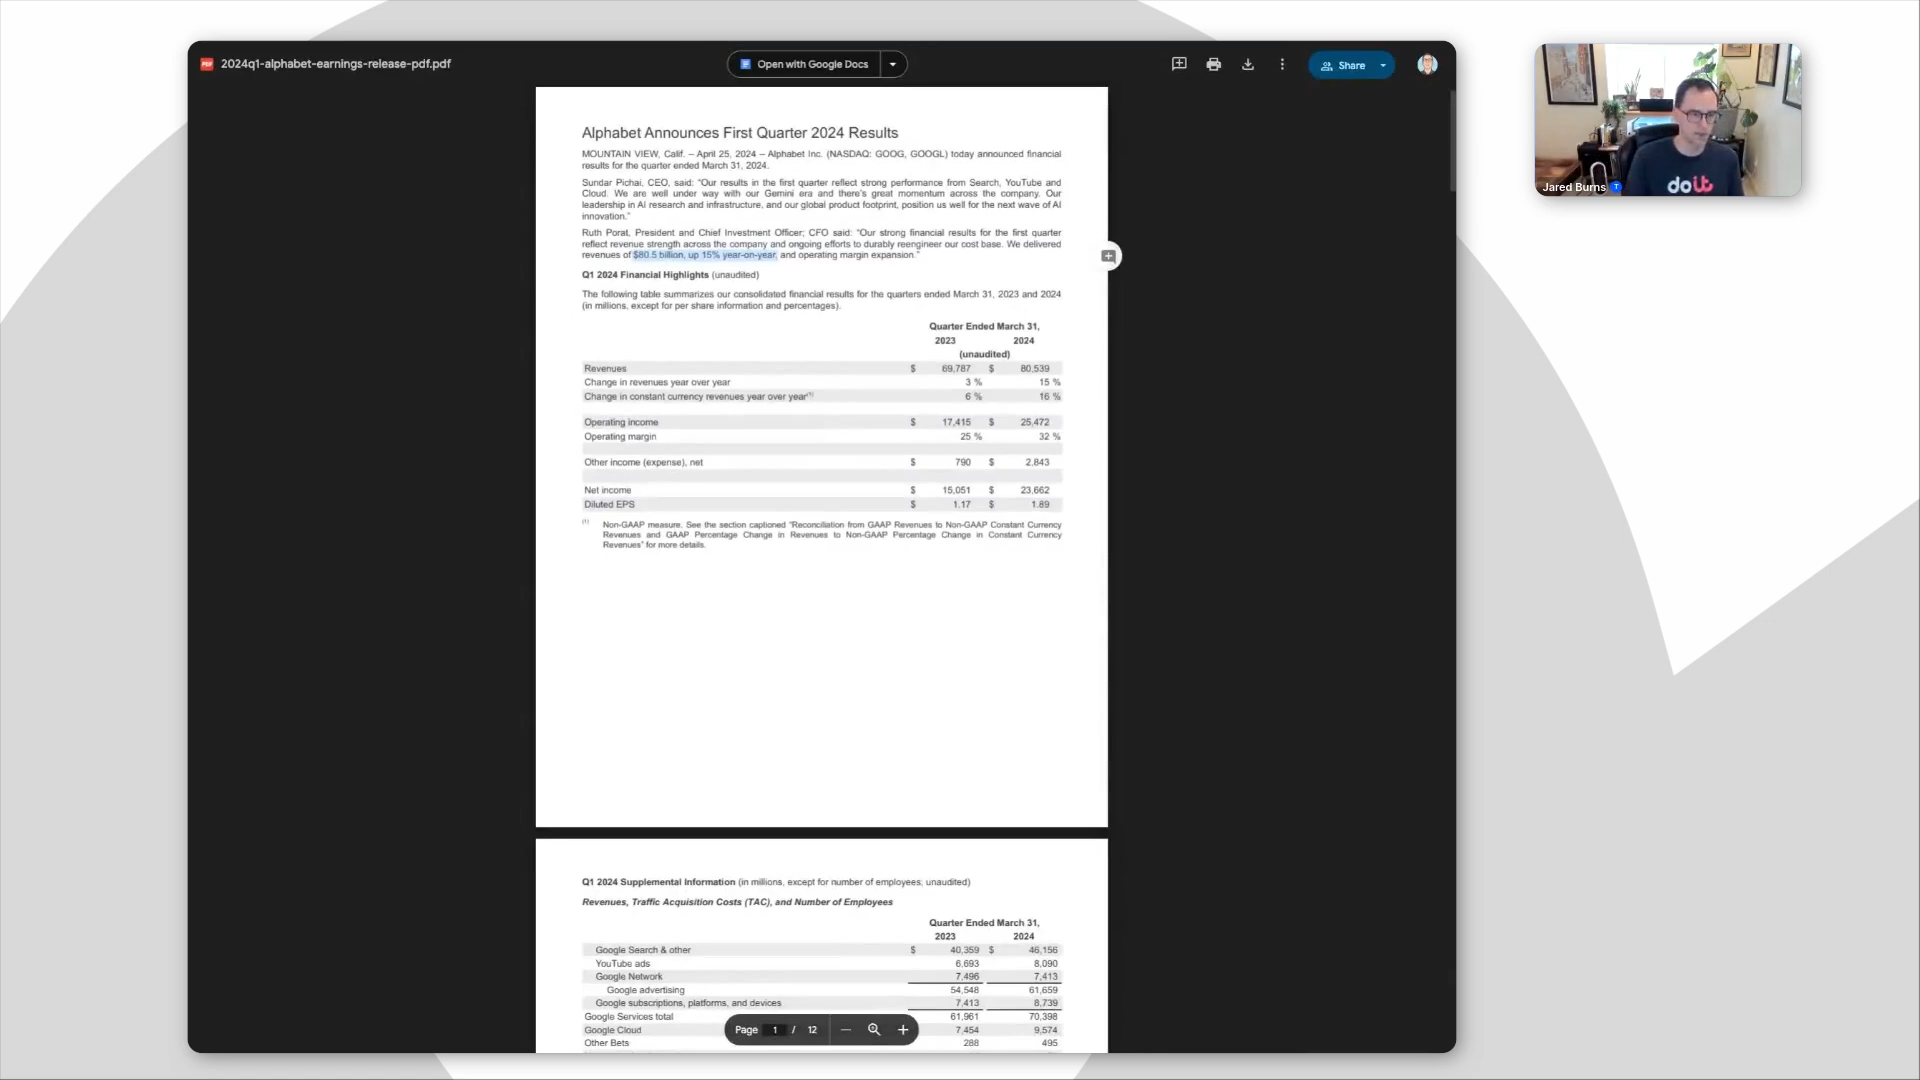 2024q1-alphabet-earnings-release-pdf.pdf
Open with Google Docs
Share
Alphabet Announces First Quarter 2024 Results
MOUNTAIN VIEW, Calif. – April 25, 2024 – Alphabet Inc. (NASDAQ: GOOG, GOOGL) today announced financial
results for the quarter ended March 31, 2024.
Sundar Pichai, CEO, said: “Our results in the first quarter reflect strong performance from Search, YouTube and
Cloud. We are well under way with our Gemini era and there’s great momentum across the company. Our
leadership in AI research and infrastructure, and our global product footprint, position us well for the next wave of AI
innovation.”
Ruth Porat, President and Chief Investment Officer; CFO said: “Our strong financial results for the first quarter
reflect revenue strength across the company and ongoing efforts to durably reengineer our cost base. We delivered
revenues of $80.5 billion, up 15% year-on-year, and operating margin expansion.”
Q1 2024 Financial Highlights (unaudited)
The following table summarizes our consolidated financial results for the quarters ended March 31, 2023 and 2024
(in millions, except for per share information and percentages).
Quarter Ended March 31,
2023 2024
(unaudited)
Revenues $ 69,787 $ 80,539
Change in revenues year over year 3 % 15 %
Change in constant currency revenues year over year(1) 6 % 16 %
Operating income $ 17,415 $ 25,472
Operating margin 25 % 32 %
Other income (expense), net $ 790 $ 2,843
Net income $ 15,051 $ 23,662
Diluted EPS $ 1.17 $ 1.89
(1) Non-GAAP measure. See the section captioned “Reconciliation from GAAP Revenues to Non-GAAP Constant Currency
Revenues and GAAP Percentage Change in Revenues to Non-GAAP Percentage Change in Constant Currency
Revenues” for more details.
Q1 2024 Supplemental Information (in millions, except for number of employees; unaudited)
Revenues, Traffic Acquisition Costs (TAC), and Number of Employees
Quarter Ended March 31,
2023 2024
Google Search & other $ 40,359 $ 46,156
YouTube ads 6,693 8,090
Google Network 7,496 7,413
Google advertising 54,548 61,659
Google subscriptions, platforms, and devices 7,413 8,739
Google Services total 61,961 70,398
Google Cloud 7,454 9,574
Other Bets 288 495
Page 1 / 12
doit
Jared Burns